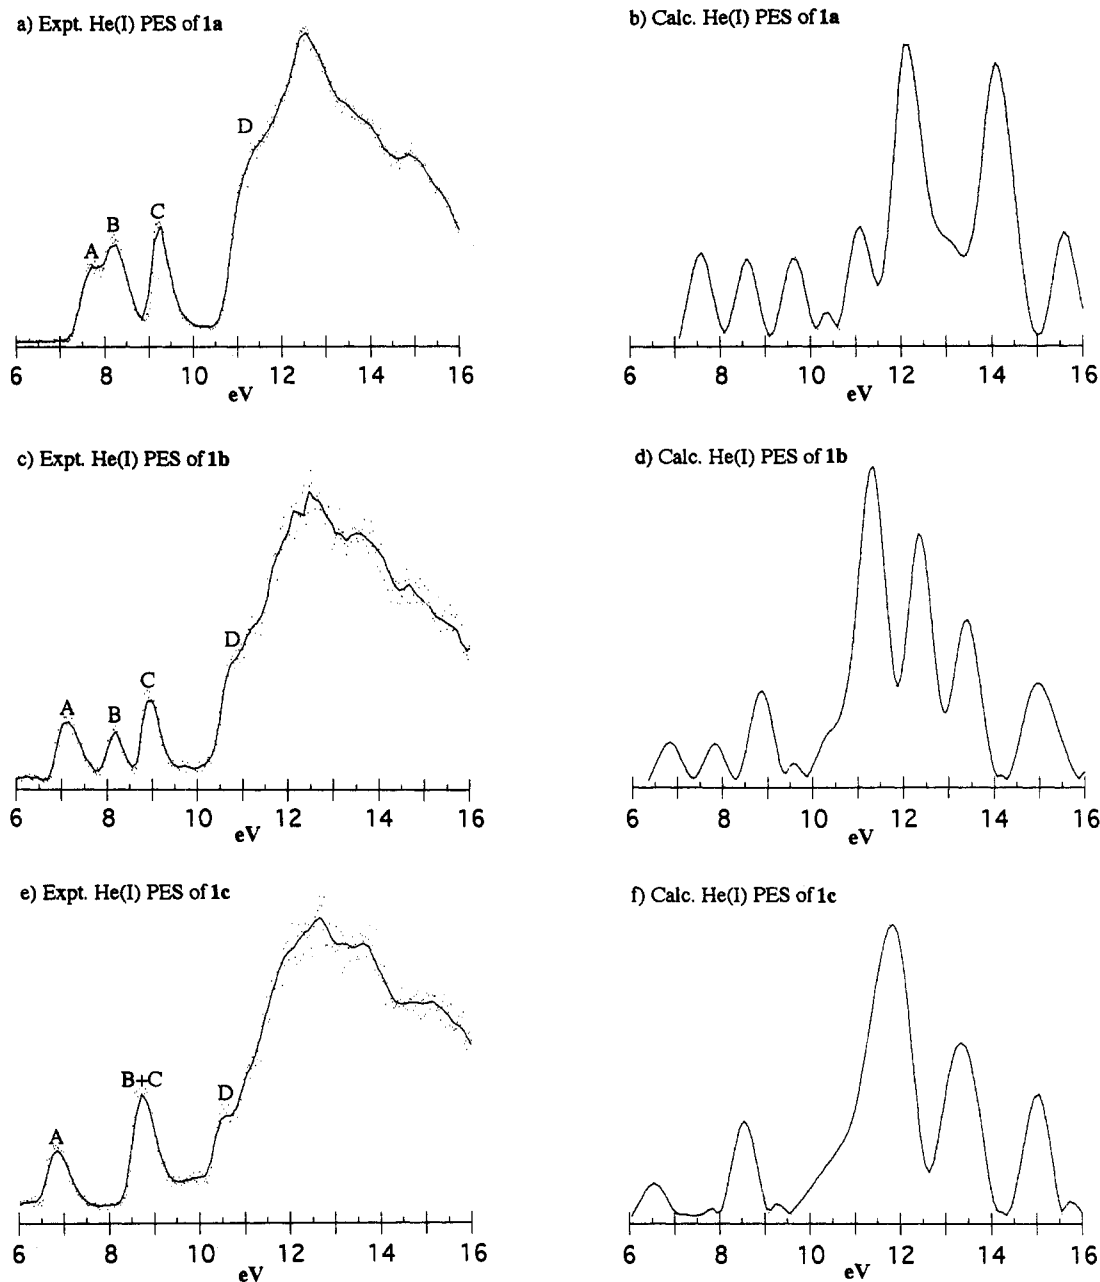 a) Expt. He(I) PES of 1a
A
B
C
D
6 8 10 12 14 16
eV
b) Calc. He(I) PES of 1a
6 8 10 12 14 16
eV
c) Expt. He(I) PES of 1b
A
B
C
D
6 8 10 12 14 16
eV
d) Calc. He(I) PES of 1b
6 8 10 12 14 16
eV
e) Expt. He(I) PES of 1c
A
B+C
D
6 8 10 12 14 16
eV
f) Calc. He(I) PES of 1c
6 8 10 12 14 16
eV